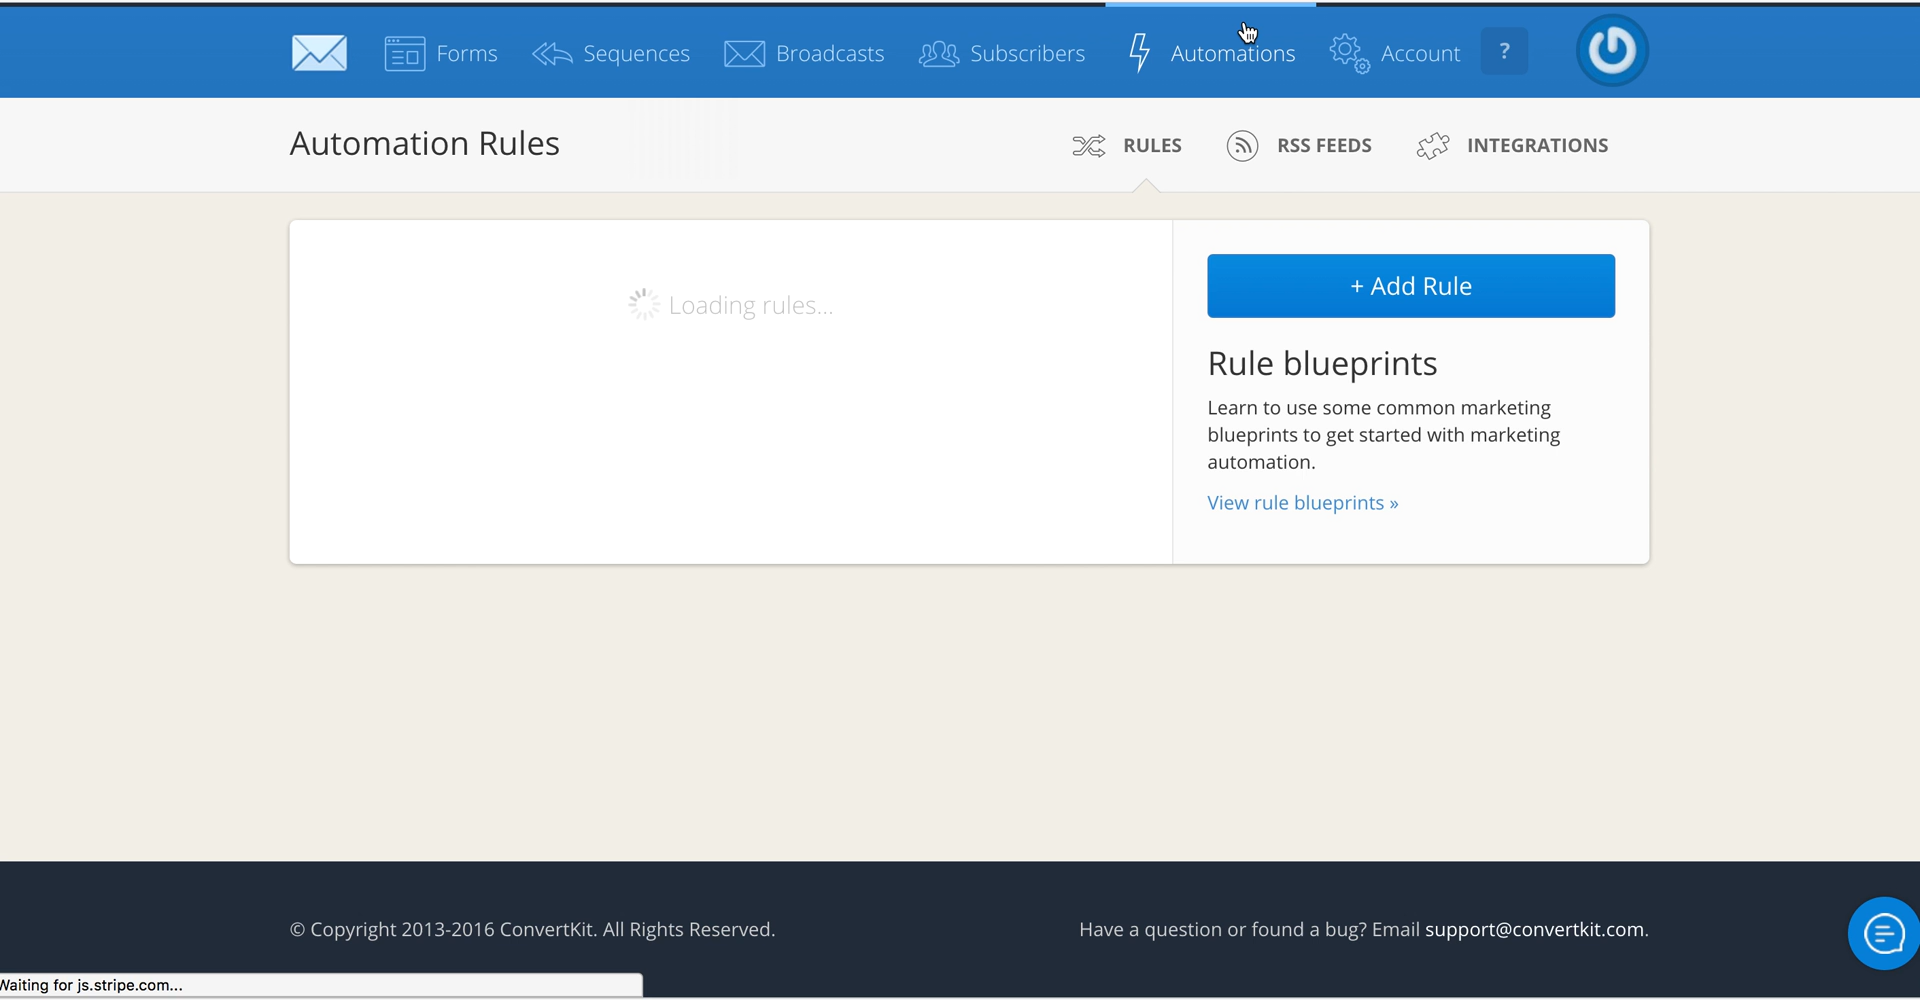 Forms
Sequences
Broadcasts
Subscribers
Automations
Account
?
Automation Rules
RULES
RSS FEEDS
INTEGRATIONS
Loading rules...
+ Add Rule
Rule blueprints
Learn to use some common marketing
blueprints to get started with marketing
automation.
View rule blueprints »
© Copyright 2013-2016 ConvertKit. All Rights Reserved.
Have a question or found a bug? Email support@convertkit.com.
Waiting for js.stripe.com...